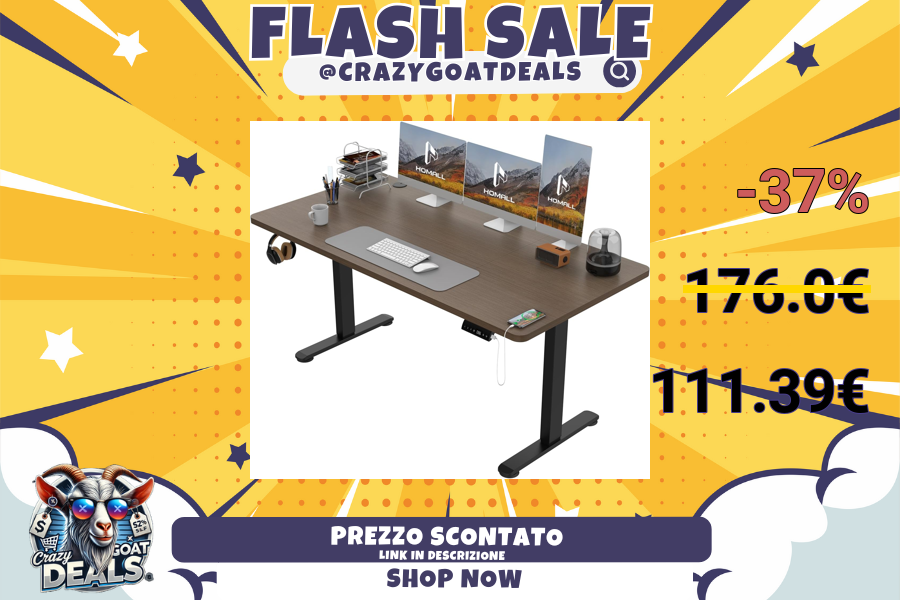 FLASH SALE
@CRAZYGOATDEALS
-37%
176.0€
111.39€
HOMALL
HOMALL
HOMALL
$
52%
Crazy
GOAT
DEALS
PREZZO SCONTATO
LINK IN DESCRIZIONE
SHOP NOW